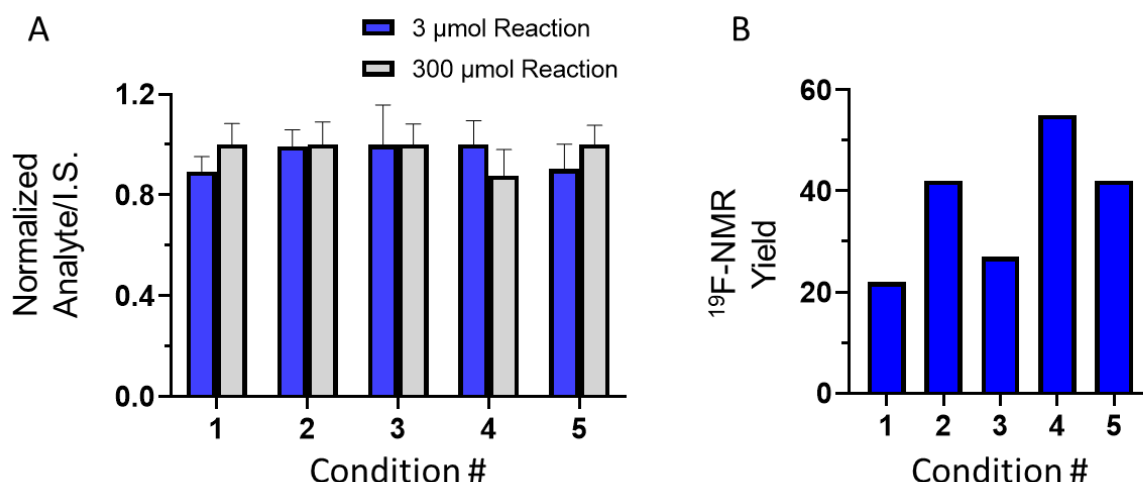 A
3 µmol Reaction
300 µmol Reaction
Normalized
Analyte/I.S.
1.2
0.8
0.4
0.0
1 2 3 4 5
Condition #
B
¹⁹F-NMR
Yield
60
40
20
0
1 2 3 4 5
Condition #